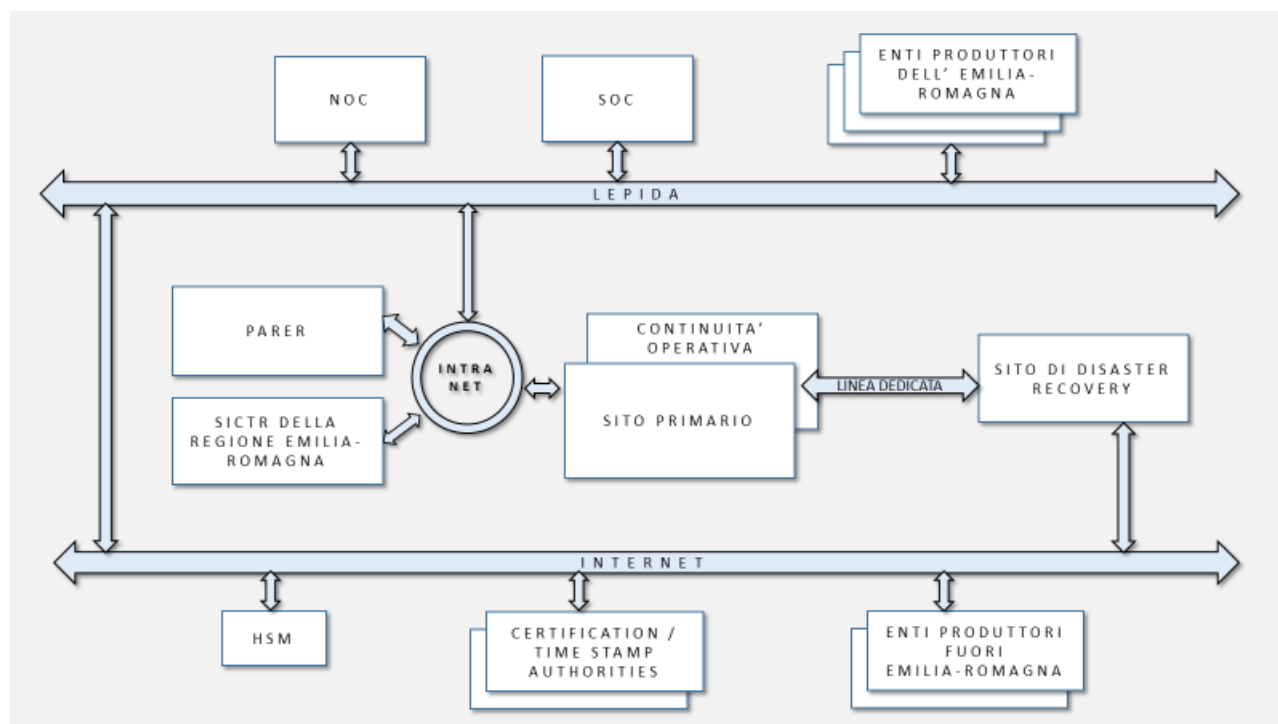 NOC
SOC
ENTI PRODUTTORI
DELL' EMILIA-
ROMAGNA
LEPIDA
PARER
INTRA
NET
CONTINUITA'
OPERATIVA
LINEA DEDICATA
SITO DI DISASTER
RECOVERY
SITO PRIMARIO
SICTR DELLA
REGIONE EMILIA-
ROMAGNA
INTERNET
HSM
CERTIFICATION /
TIME STAMP
AUTHORITIES
ENTI PRODUTTORI
FUORI
EMILIA-ROMAGNA